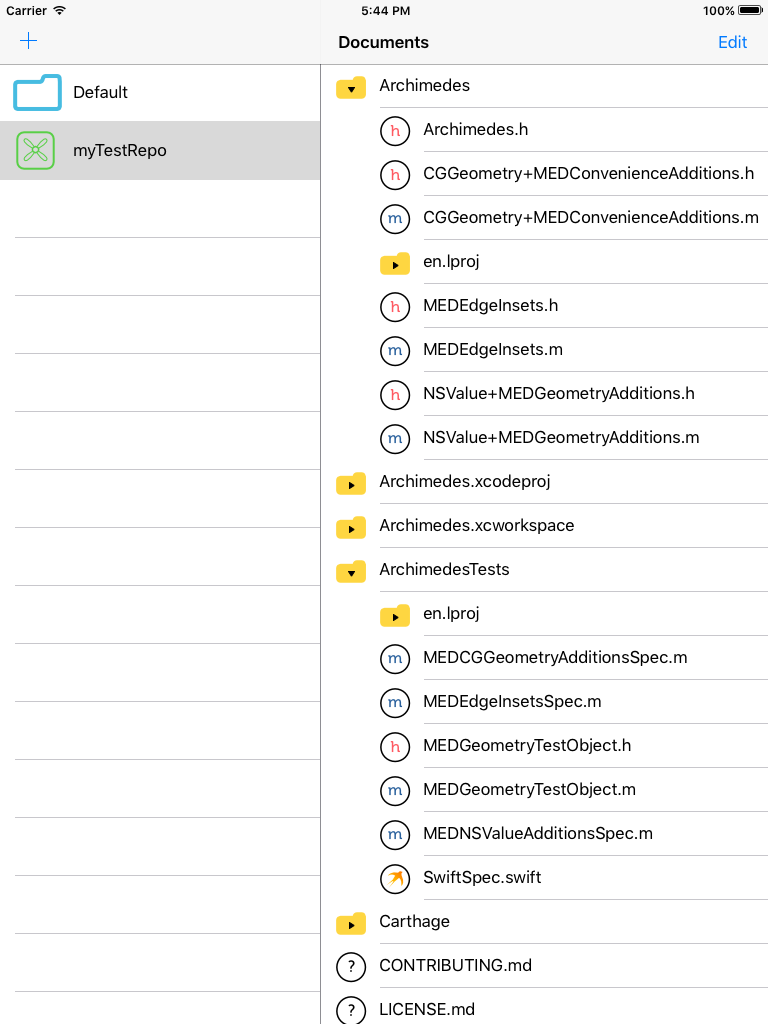 Carrier 5:44 PM 100%
+
Documents Edit
Default
myTestRepo
Archimedes
h Archimedes.h
h CGGeometry+MEDConvenienceAdditions.h
m CGGeometry+MEDConvenienceAdditions.m
en.lproj
h MEDEdgeInsets.h
m MEDEdgeInsets.m
h NSValue+MEDGeometryAdditions.h
m NSValue+MEDGeometryAdditions.m
Archimedes.xcodeproj
Archimedes.xcworkspace
ArchimedesTests
en.lproj
m MEDCGGeometryAdditionsSpec.m
m MEDEdgeInsetsSpec.m
h MEDGeometryTestObject.h
m MEDGeometryTestObject.m
m MEDNSValueAdditionsSpec.m
SwiftSpec.swift
Carthage
? CONTRIBUTING.md
? LICENSE.md